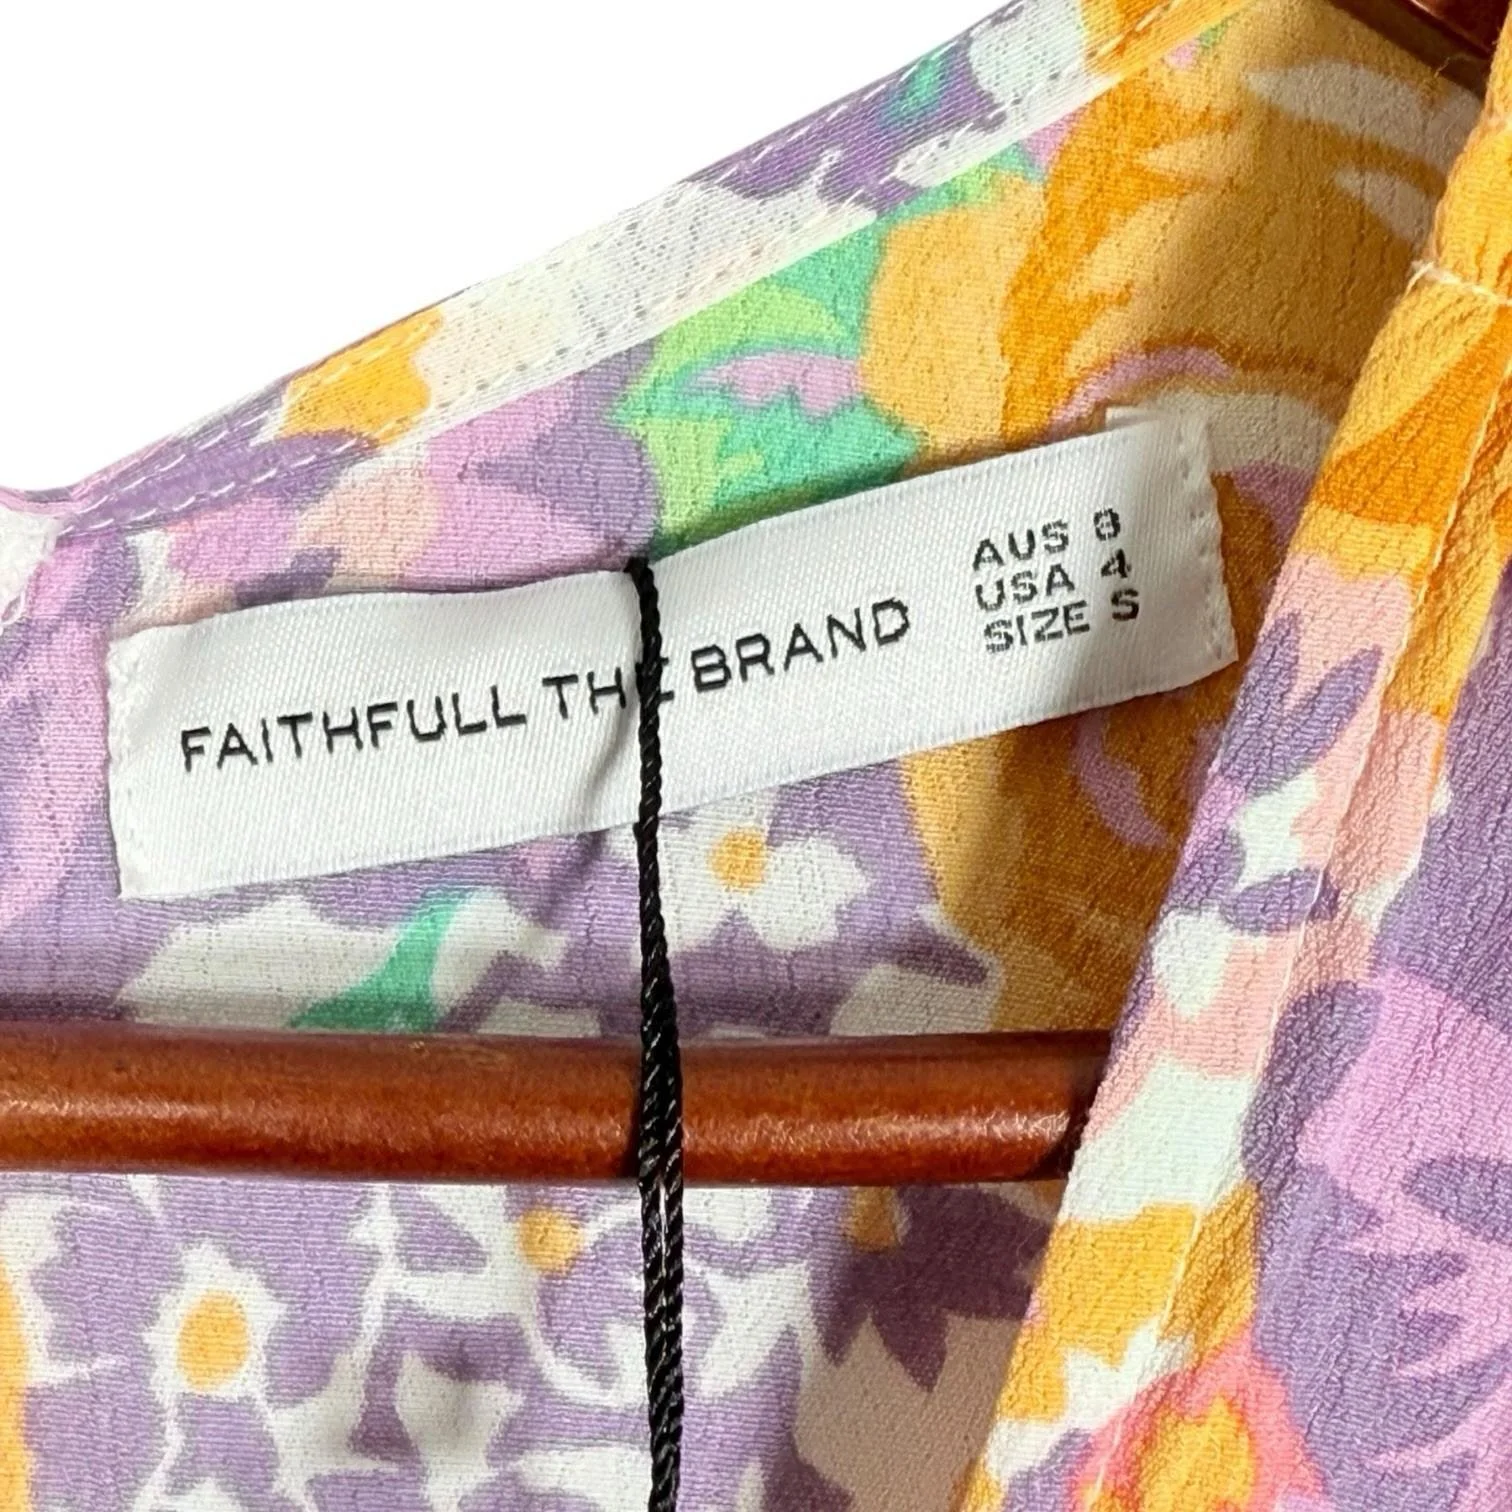 FAITHFULL THE BRAND
AUS 8
USA 4
SIZE S